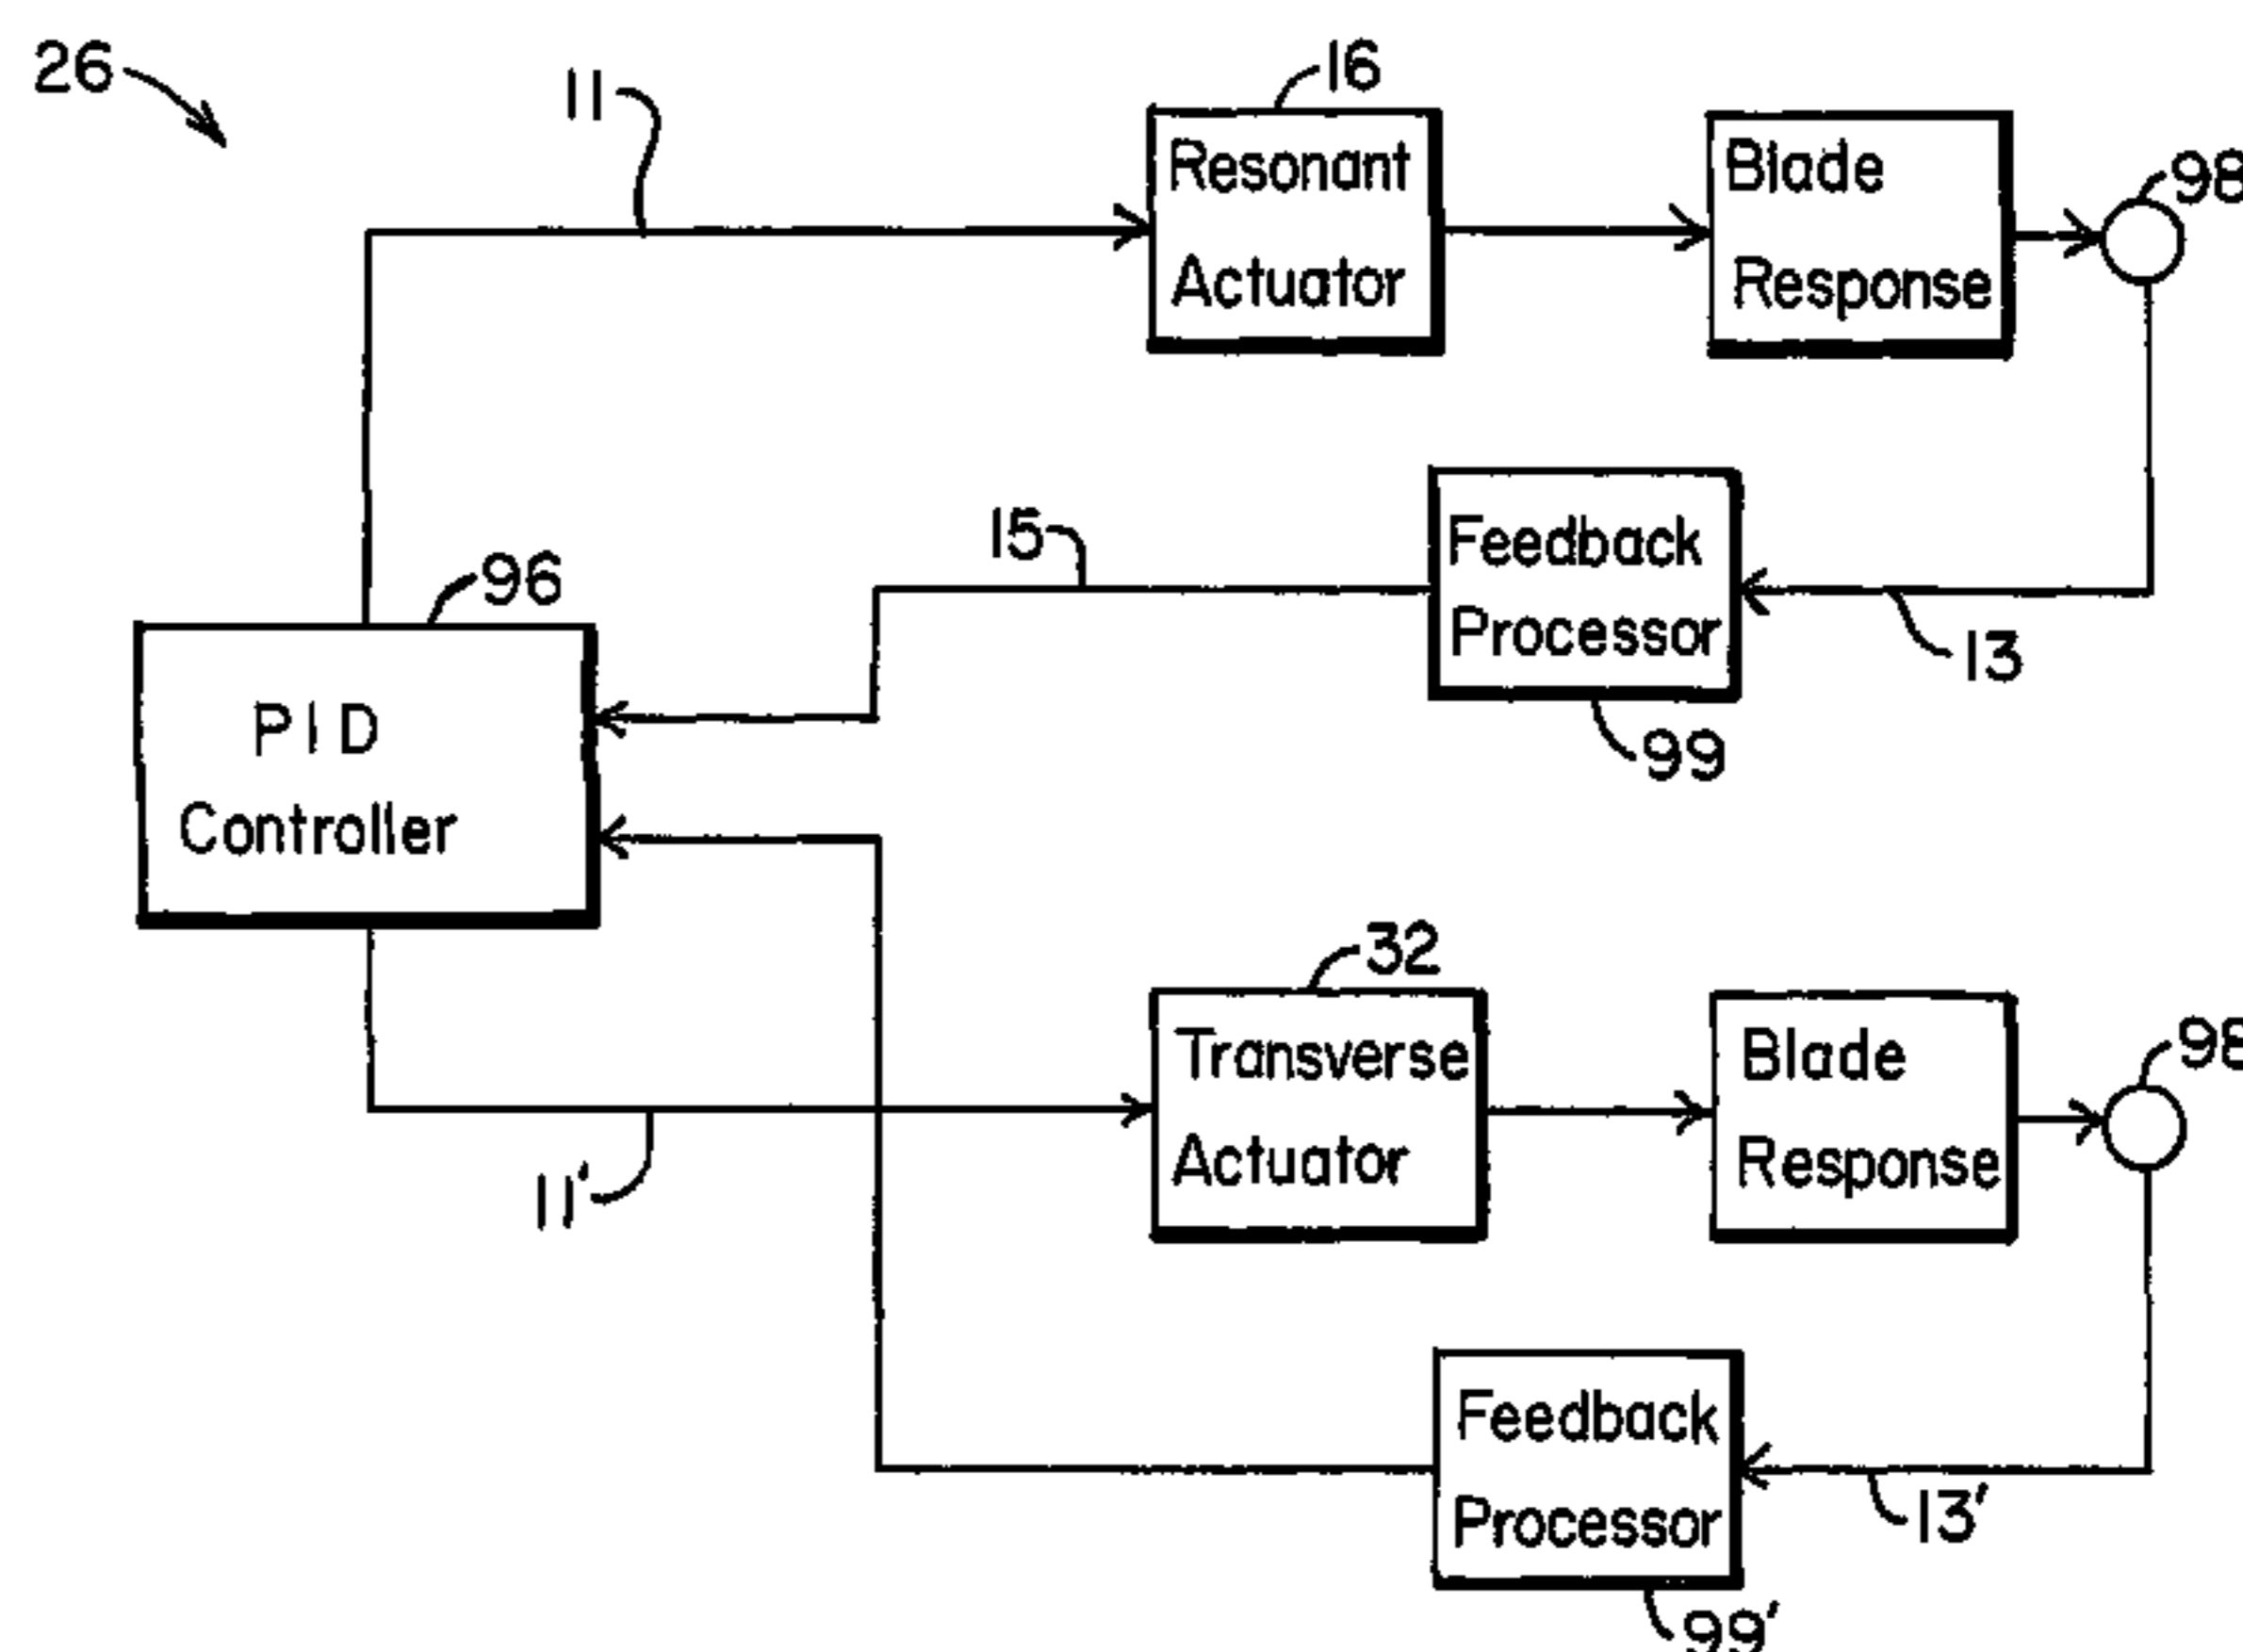 26
11
16
Resonant
Actuator
Blade
Response
98
15
Feedback
Processor
13
99
96
PID
Controller
32
Transverse
Actuator
Blade
Response
98
11'
Feedback
Processor
13'
99'